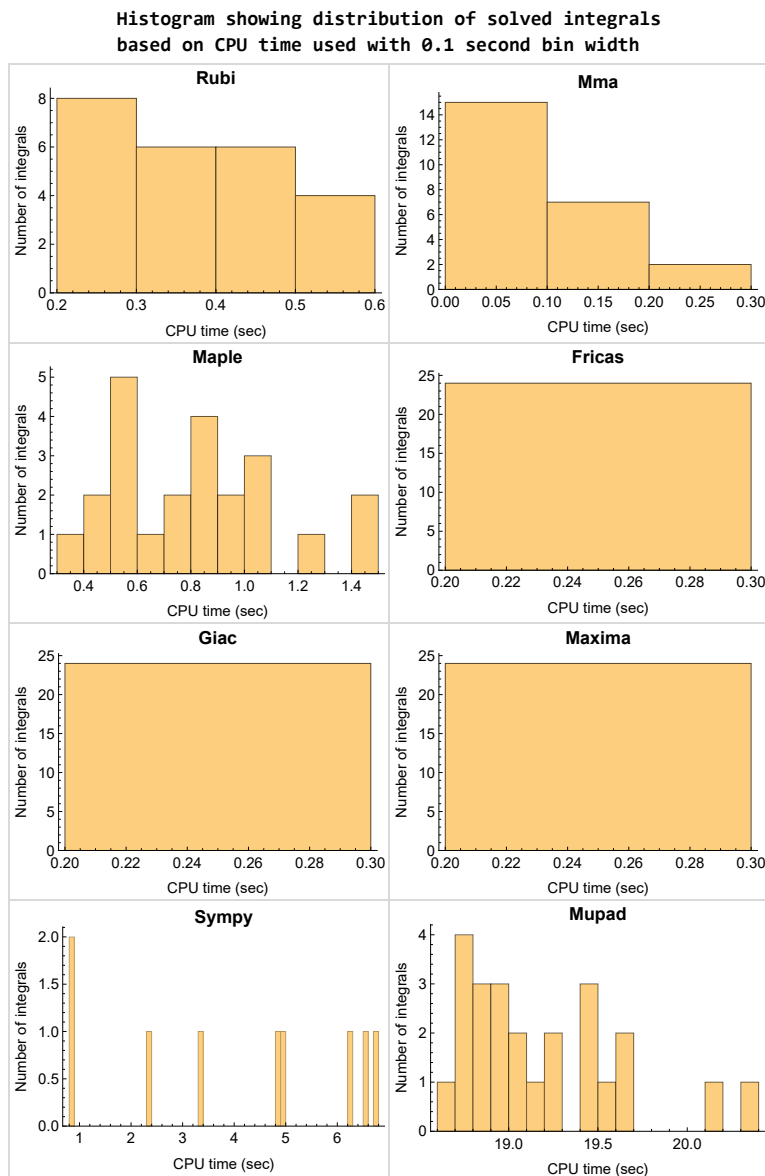 Histogram showing distribution of solved integrals
based on CPU time used with 0.1 second bin width
Rubi
Number of integrals
8
6
4
2
0
0.2 0.3 0.4 0.5 0.6
CPU time (sec)
Mma
Number of integrals
14
12
10
8
6
4
2
0
0.00 0.05 0.10 0.15 0.20 0.25 0.30
CPU time (sec)
Maple
Number of integrals
5
4
3
2
1
0
0.4 0.6 0.8 1.0 1.2 1.4
CPU time (sec)
Fricas
Number of integrals
25
20
15
10
5
0
0.20 0.22 0.24 0.26 0.28 0.30
CPU time (sec)
Giac
Number of integrals
25
20
15
10
5
0
0.20 0.22 0.24 0.26 0.28 0.30
CPU time (sec)
Maxima
Number of integrals
25
20
15
10
5
0
0.20 0.22 0.24 0.26 0.28 0.30
CPU time (sec)
Sympy
Number of integrals
2.0
1.5
1.0
0.5
0.0
1 2 3 4 5 6
CPU time (sec)
Mupad
Number of integrals
4
3
2
1
0
19.0 19.5 20.0
CPU time (sec)